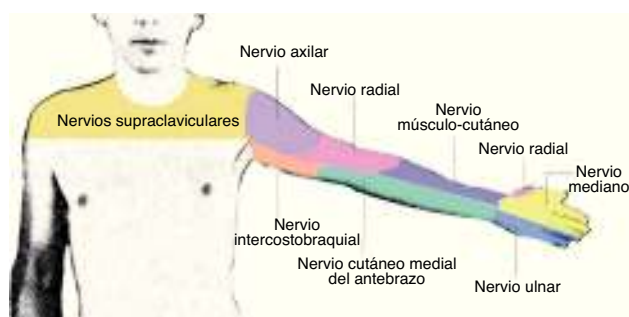 Nervio axilar
Nervio radial
Nervios supraclaviculares
Nervio
músculo-cutáneo
Nervio radial
Nervio
mediano
Nervio
intercostobraquial
Nervio cutáneo medial
del antebrazo
Nervio ulnar